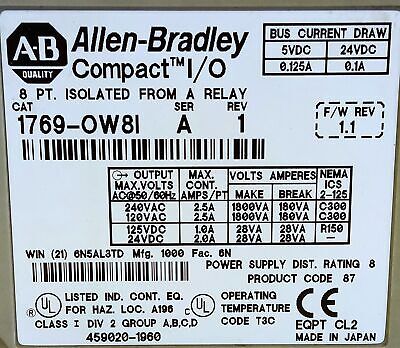 A-B
QUALITY
Allen-Bradley
Compact™ I/O
BUS CURRENT DRAW
5VDC 24VDC
0.125A 0.1A
8 PT. ISOLATED FROM A RELAY
CAT SER REV
1769-OW8I A 1
F/W REV
1.1
OUTPUT MAX. VOLTS AC@50/60Hz MAX. CONT. AMPS/PT VOLTS AMPERES MAKE BREAK NEMA ICS 2-125
240VAC 2.5A 1800VA 180VA C300
120VAC 2.5A 1800VA 180VA C300
125VDC 1.0A 28VA 28VA R150
24VDC 2.0A 28VA 28VA —
WIN (21) 6N5AL3TD Mfg. 1000 Fac. 6N
POWER SUPPLY DIST. RATING 8
PRODUCT CODE 87
C UL US
LISTED IND. CONT. EQ.
FOR HAZ. LOC. A196
CLASS I DIV 2 GROUP A,B,C,D
459020-1960
C UL
OPERATING
TEMPERATURE
CODE T3C
CE
EQPT CL2
MADE IN JAPAN